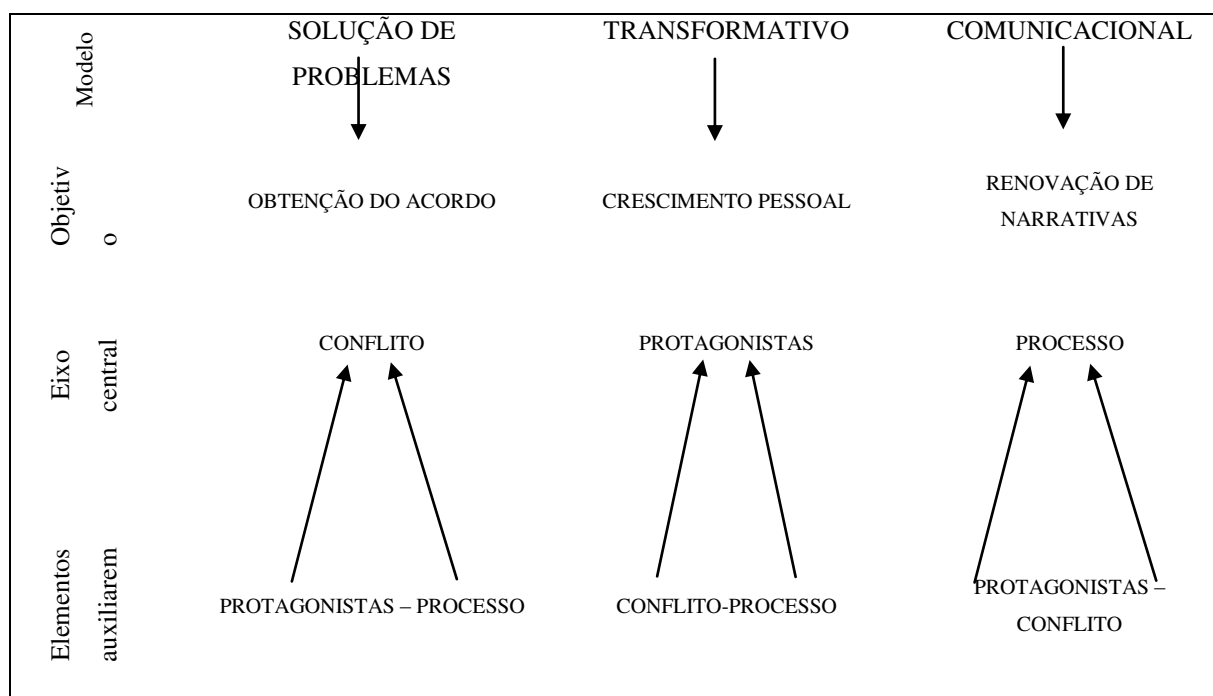 Modelo
SOLUÇÃO DE
PROBLEMAS
TRANSFORMATIVO
COMUNICACIONAL
Objetiv
o
OBTENÇÃO DO ACORDO
CRESCIMENTO PESSOAL
RENOVAÇÃO DE
NARRATIVAS
Eixo
central
CONFLITO
PROTAGONISTAS
PROCESSO
Elementos
auxiliarem
PROTAGONISTAS – PROCESSO
CONFLITO-PROCESSO
PROTAGONISTAS –
CONFLITO